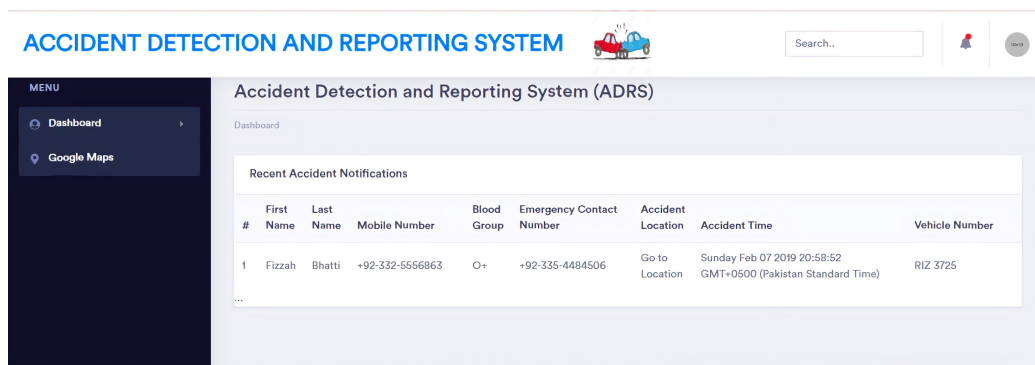 ACCIDENT DETECTION AND REPORTING SYSTEM
Search..
MENU
Dashboard
Google Maps
Accident Detection and Reporting System (ADRS)
Dashboard
Recent Accident Notifications
# First Name Last Name Mobile Number Blood Group Emergency Contact Number Accident Location Accident Time Vehicle Number
1 Fizzah Bhatti +92-332-5556863 O+ +92-335-4484506 Go to Location Sunday Feb 07 2019 20:58:52 GMT+0500 (Pakistan Standard Time) RIZ 3725
...